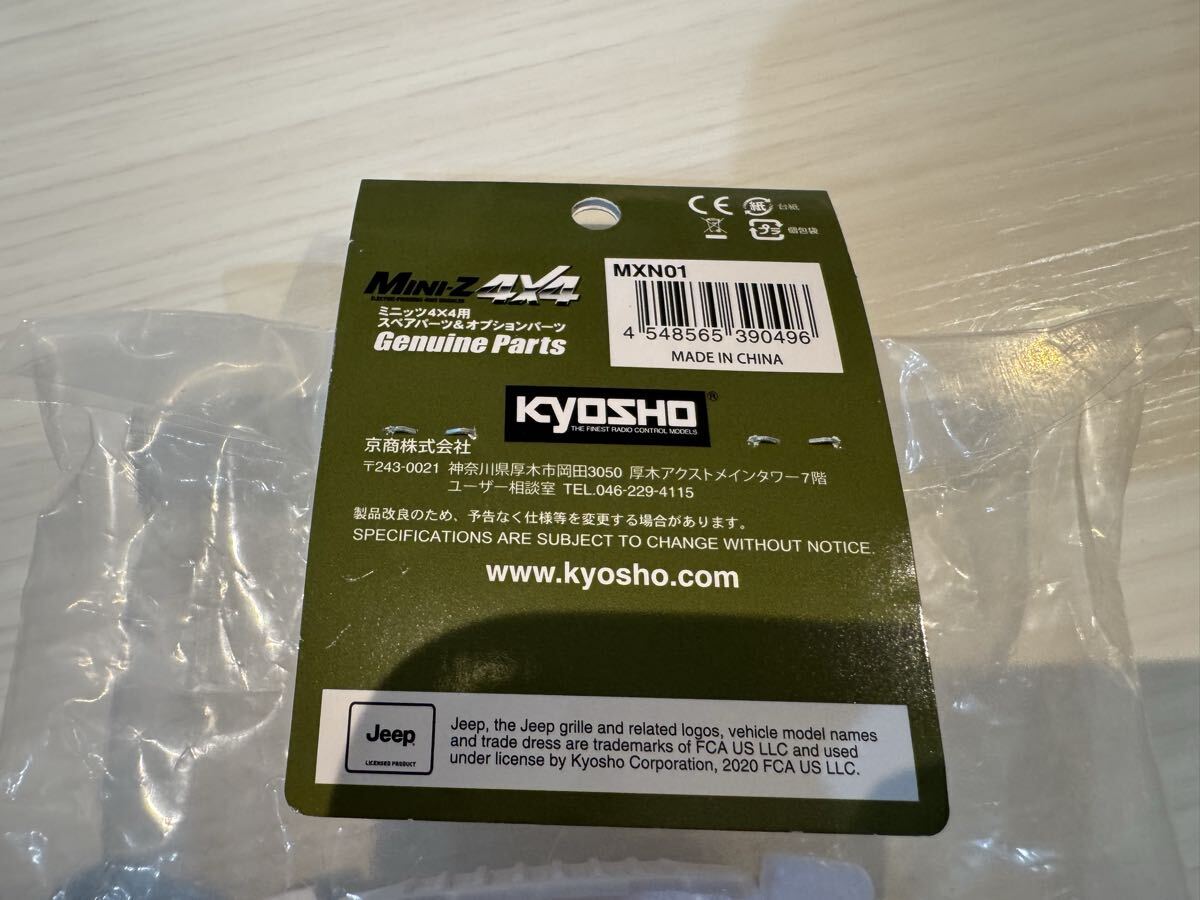 CE 紙 台紙
プラ 個包袋
MINI-Z 4X4
ミニッツ4×4用
スペアパーツ&オプションパーツ
Genuine Parts
MXN01
4 548565 390496
MADE IN CHINA
KYOSHO®
THE FINEST RADIO CONTROL MODELS
京商株式会社
〒243-0021 神奈川県厚木市岡田3050 厚木アクストメインタワー7階
ユーザー相談室 TEL.046-229-4115
製品改良のため、予告なく仕様等を変更する場合があります。
SPECIFICATIONS ARE SUBJECT TO CHANGE WITHOUT NOTICE.
www.kyosho.com
Jeep
LICENSED PRODUCT
Jeep, the Jeep grille and related logos, vehicle model names
and trade dress are trademarks of FCA US LLC and used
under license by Kyosho Corporation, 2020 FCA US LLC.